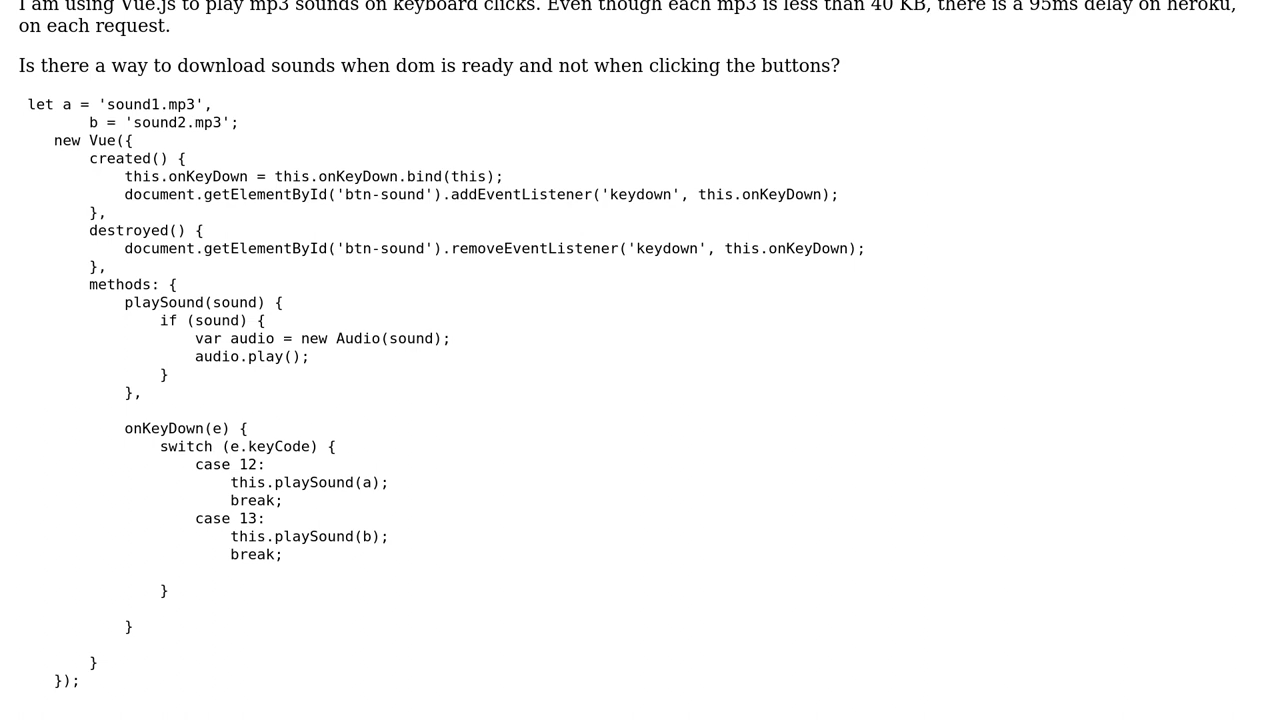 I am using Vue.js to play mp3 sounds on keyboard clicks. Even though each mp3 is less than 40 KB, there is a 95ms delay on heroku,
on each request.
Is there a way to download sounds when dom is ready and not when clicking the buttons?
let a = 'sound1.mp3',
b = 'sound2.mp3';
new Vue({
created() {
this.onKeyDown = this.onKeyDown.bind(this);
document.getElementById('btn-sound').addEventListener('keydown', this.onKeyDown);
},
destroyed() {
document.getElementById('btn-sound').removeEventListener('keydown', this.onKeyDown);
},
methods: {
playSound(sound) {
if (sound) {
var audio = new Audio(sound);
audio.play();
}
},
onKeyDown(e) {
switch (e.keyCode) {
case 12:
this.playSound(a);
break;
case 13:
this.playSound(b);
break;
}
}
}
});